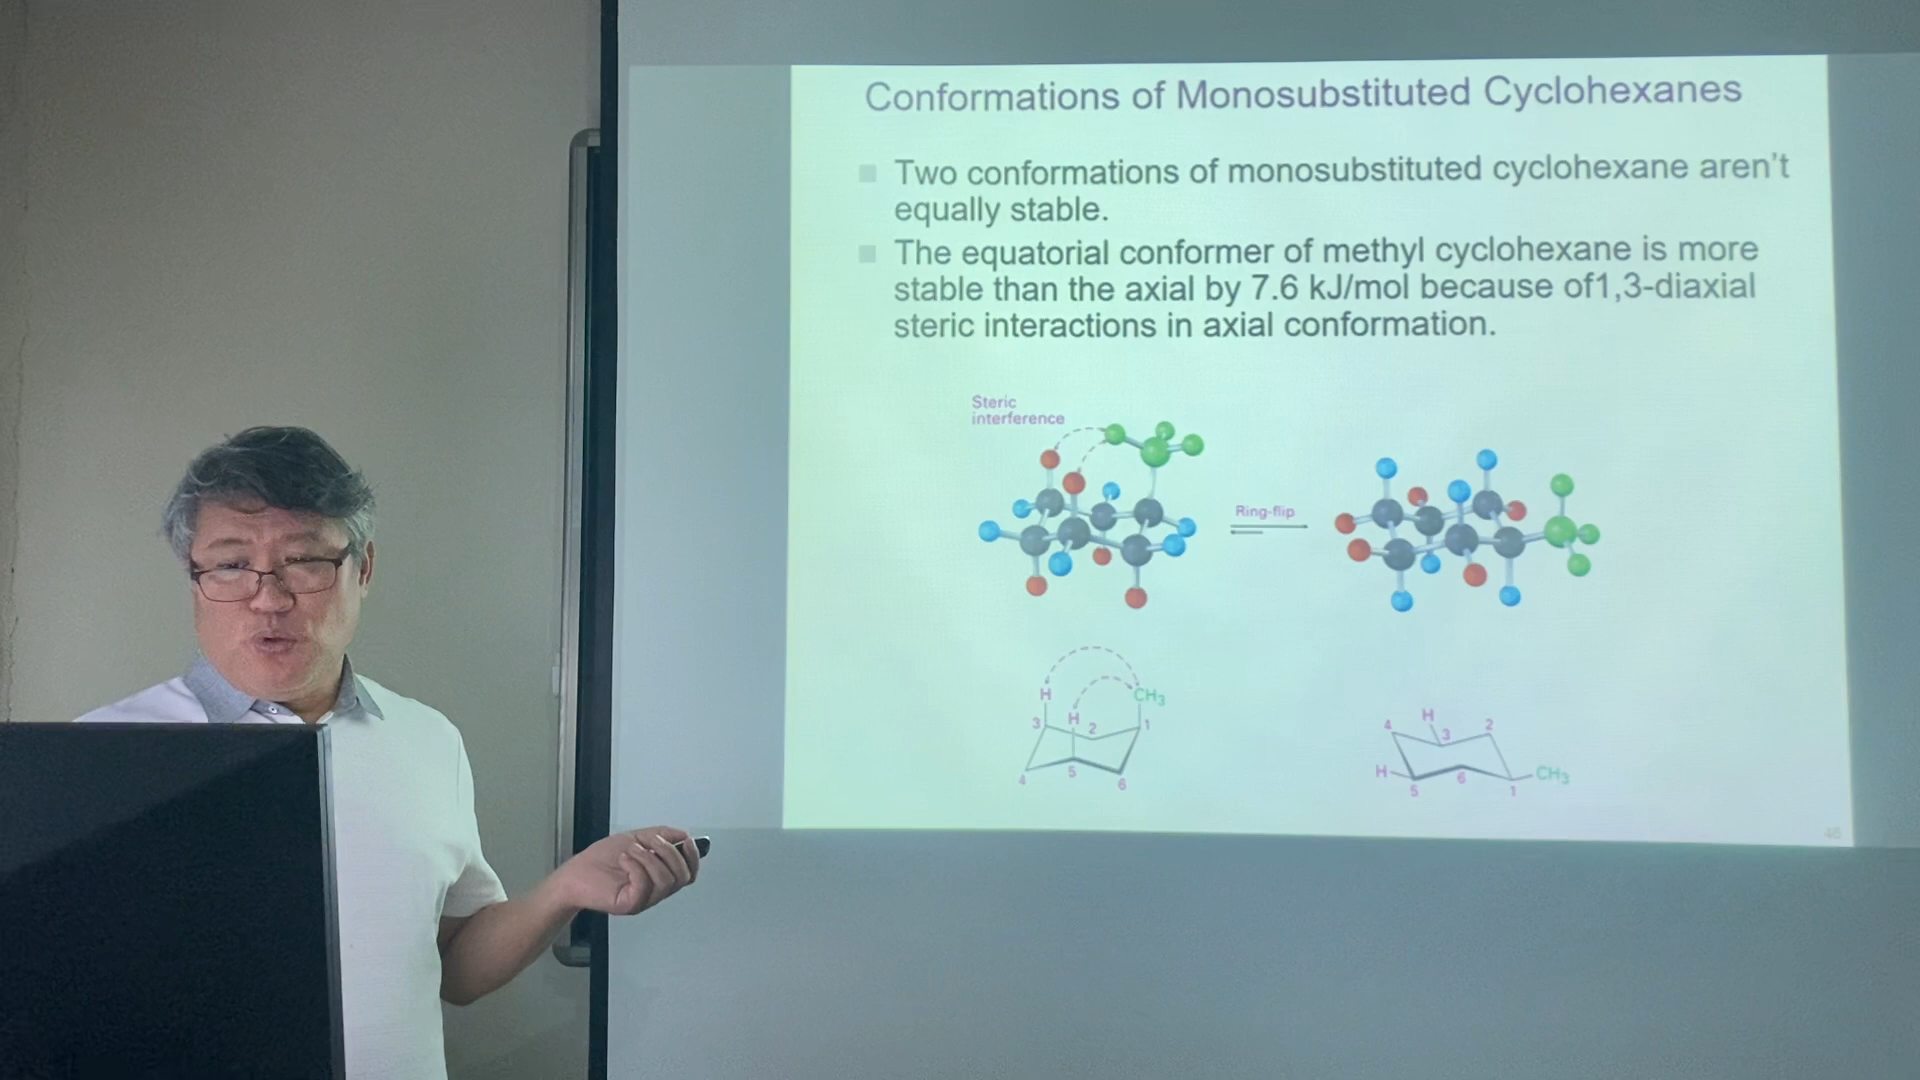 Conformations of Monosubstituted Cyclohexanes
Two conformations of monosubstituted cyclohexane aren't
equally stable.
The equatorial conformer of methyl cyclohexane is more
stable than the axial by 7.6 kJ/mol because of1,3-diaxial
steric interactions in axial conformation.
Steric
interference
Ring-flip
H
CH3
3
H
2
1
4
5
6
4
H
3
2
H
5
6
1
CH3
46